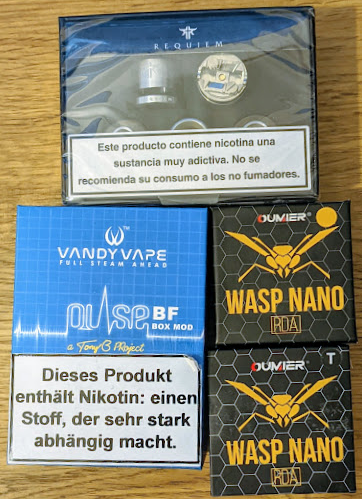 REQUIEM
Este producto contiene nicotina una
sustancia muy adictiva. No se
recomienda su consumo a los no fumadores.
VANDY VAPE
FULL STEAM AHEAD
PULSE BF
BOX MOD
a Tony B Project
Dieses Produkt
enthält Nikotin: einen
Stoff, der sehr stark
abhängig macht.
OUMIER®
WASP NANO
RDA
OUMIER T
WASP NANO
RDA